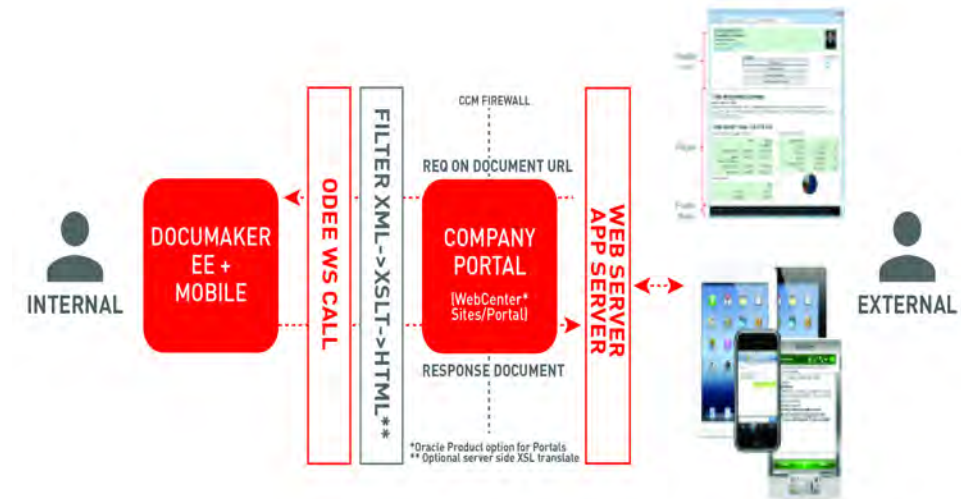 CCM FIREWALL
REQ ON DOCUMENT URL
INTERNAL
DOCUMAKER
EE +
MOBILE
ODEE WS CALL
FILTER XML->XSLT->HTML**
COMPANY
PORTAL
(WebCenter*
Sites/Portal)
WEB SERVER
APP SERVER
EXTERNAL
RESPONSE DOCUMENT
*Oracle Product option for Portals
** Optional server side XSL translate